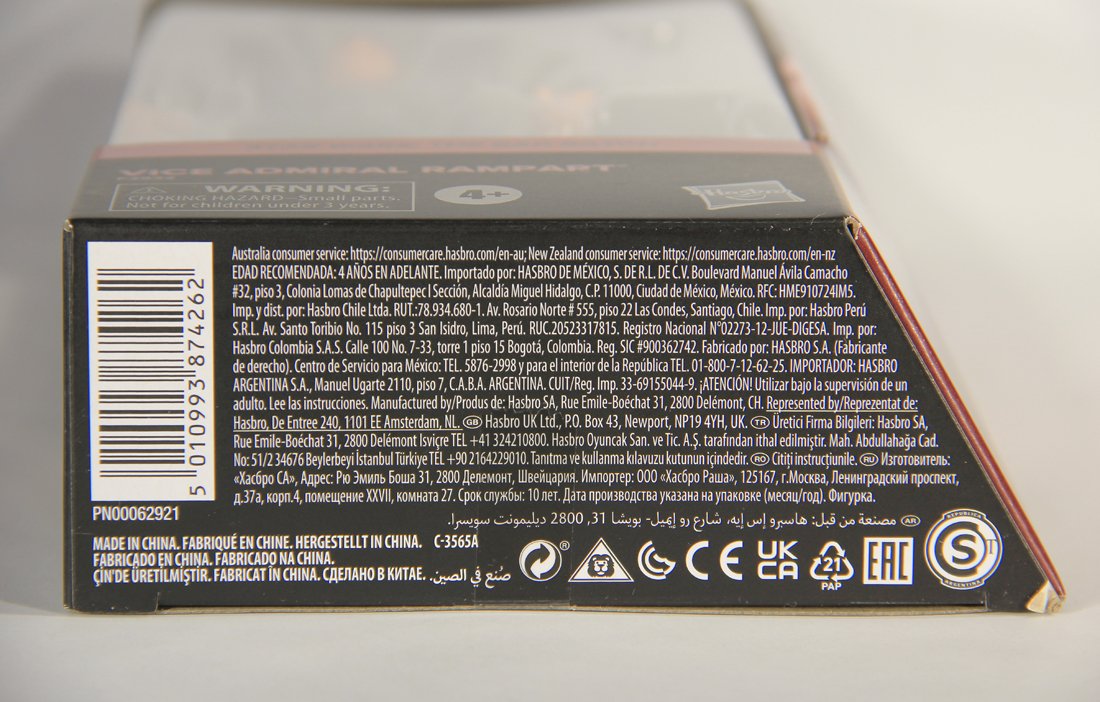 VICE ADMIRAL RAMPART
WARNING:
CHOKING HAZARD—Small parts.
Not for children under 3 years.
4+
Hasbro
Australia consumer service: https://consumercare.hasbro.com/en-au; New Zealand consumer service: https://consumercare.hasbro.com/en-nz
EDAD RECOMENDADA: 4 AÑOS EN ADELANTE. Importado por: HASBRO DE MÉXICO, S. DE R.L. DE C.V. Boulevard Manuel Ávila Camacho
#32, piso 3, Colonia Lomas de Chapultepec I Sección, Alcaldía Miguel Hidalgo, C.P. 11000, Ciudad de México, México. RFC: HME910724IM5.
Imp. y dist. por: Hasbro Chile Ltda. RUT.:78.934.680-1. Av. Rosario Norte # 555, piso 22 Las Condes, Santiago, Chile. Imp. por: Hasbro Perú
S.R.L. Av. Santo Toribio No. 115 piso 3 San Isidro, Lima, Perú. RUC.20523317815. Registro Nacional N°02273-12-JUE-DIGESA. Imp. por:
Hasbro Colombia S.A.S. Calle 100 No. 7-33, torre 1 piso 15 Bogotá, Colombia. Reg. SIC #900362742. Fabricado por: HASBRO S.A. (Fabricante
de derecho). Centro de Servicio para México: TEL. 5876-2998 y para el interior de la República TEL. 01-800-7-12-62-25. IMPORTADOR: HASBRO
ARGENTINA S.A., Manuel Ugarte 2110, piso 7, C.A.B.A. ARGENTINA. CUIT/Reg. Imp. 33-69155044-9. ¡ATENCIÓN! Utilizar bajo la supervisión de un
adulto. Lee las instrucciones. Manufactured by/Produs de: Hasbro SA, Rue Emile-Boéchat 31, 2800 Delémont, CH. Represented by/Reprezentat de:
Hasbro, De Entree 240, 1101 EE Amsterdam, NL. GB Hasbro UK Ltd., P.O. Box 43, Newport, NP19 4YH, UK. TR Üretici Firma Bilgileri: Hasbro SA,
Rue Emile-Boéchat 31, 2800 Delémont İsviçre TEL +41 324210800. Hasbro Oyuncak San. ve Tic. A.Ş. tarafından ithal edilmiştir. Mah. Abdullahağa Cad.
No: 51/2 34676 Beylerbeyi İstanbul Türkiye TEL +90 2164229010. Tanıtma ve kullanma kılavuzu kutunun içindedir. RO Citiți instrucțiunile. RU Изготовитель:
«Хасбро СА», Адрес: Рю Эмиль Боша 31, 2800 Делемонт, Швейцария. Импортер: ООО «Хасбро Раша», 125167, г.Москва, Ленинградский проспект,
д.37а, корп.4, помещение XXVII, комната 27. Срок службы: 10 лет. Дата производства указана на упаковке (месяц/год). Фигурка.
AR مصنعة من قبل: هاسبرو إس إيه، شارع رو إيميل- بويشا 31, 2800 ديليمونت سويسرا.
5 010993 874262
PN00062921
MADE IN CHINA. FABRIQUÉ EN CHINE. HERGESTELLT IN CHINA. C-3565A
FABRICADO EN CHINA. FABRICADO NA CHINA.
ÇİN'DE ÜRETİLMİŞTİR. FABRICAT ÎN CHINA. СДЕЛАНО В КИТАЕ. صُنع في الصين.
®
CE
UK
CA
21
PAP
EAC
REPUBLICA
S
ARGENTINA